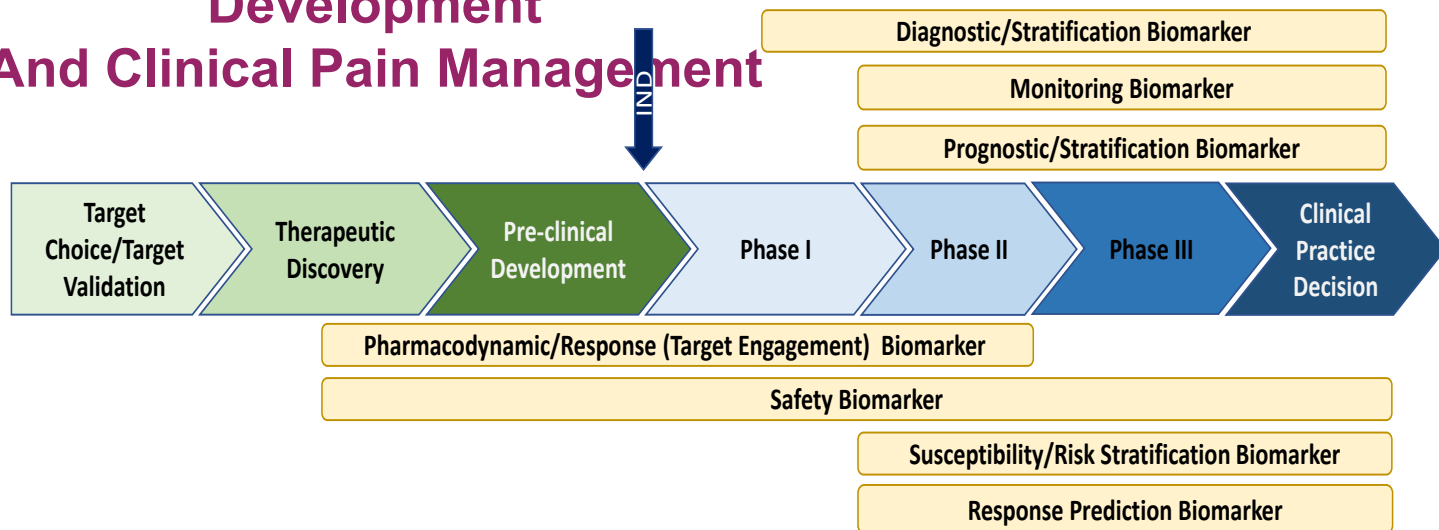 Development
And Clinical Pain Management
IND
Diagnostic/Stratification Biomarker
Monitoring Biomarker
Prognostic/Stratification Biomarker
Target
Choice/Target
Validation
Therapeutic
Discovery
Pre-clinical
Development
Phase I
Phase II
Phase III
Clinical
Practice
Decision
Pharmacodynamic/Response (Target Engagement) Biomarker
Safety Biomarker
Susceptibility/Risk Stratification Biomarker
Response Prediction Biomarker